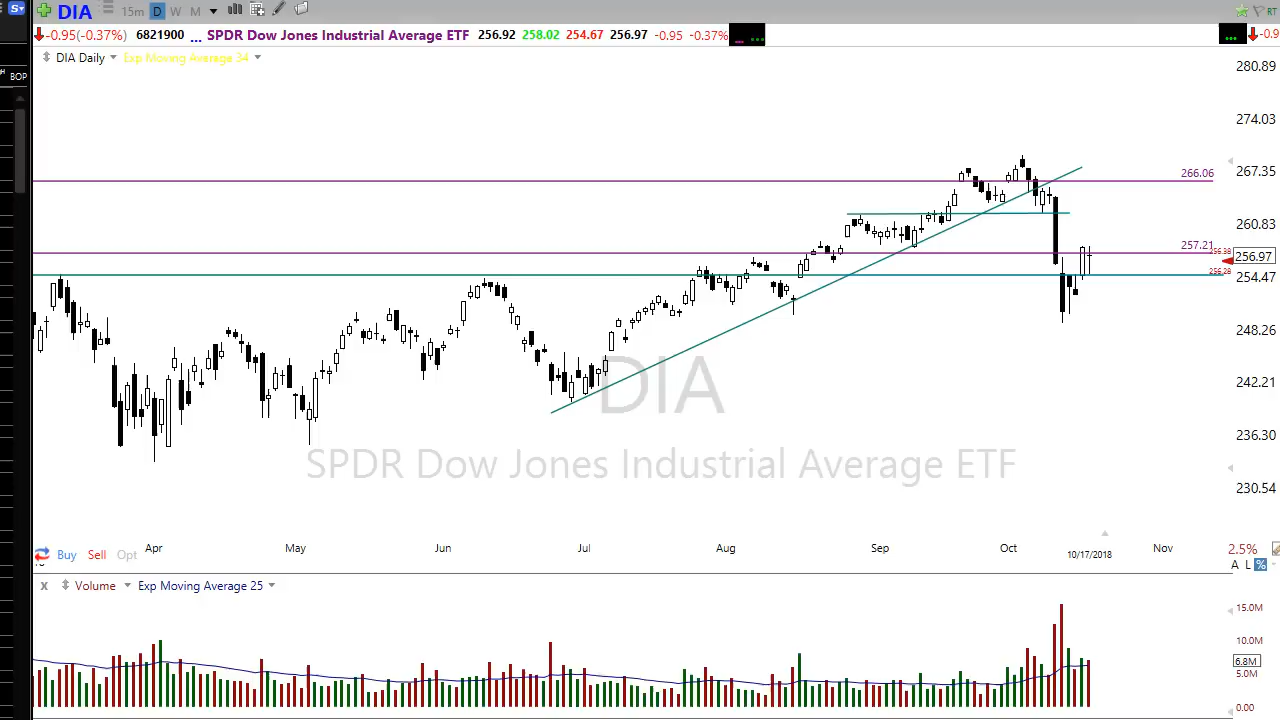 S
DIA 15m D W M RT
-0.95(-0.37%) 6821900 ... SPDR Dow Jones Industrial Average ETF 256.92 258.02 254.67 256.97 -0.95 -0.37% ... ... -0.9
DIA Daily Exp Moving Average 34
BOP
280.89
274.03
267.35
266.06
260.83
257.21
256.97
254.47
248.26
242.21
DIA
236.30
SPDR Dow Jones Industrial Average ETF
230.54
Buy Sell Opt Apr May Jun Jul Aug Sep Oct 10/17/2018 Nov 2.5%
A L %
X Volume Exp Moving Average 25
15.0M
10.0M
6.8M
5.0M
0.00